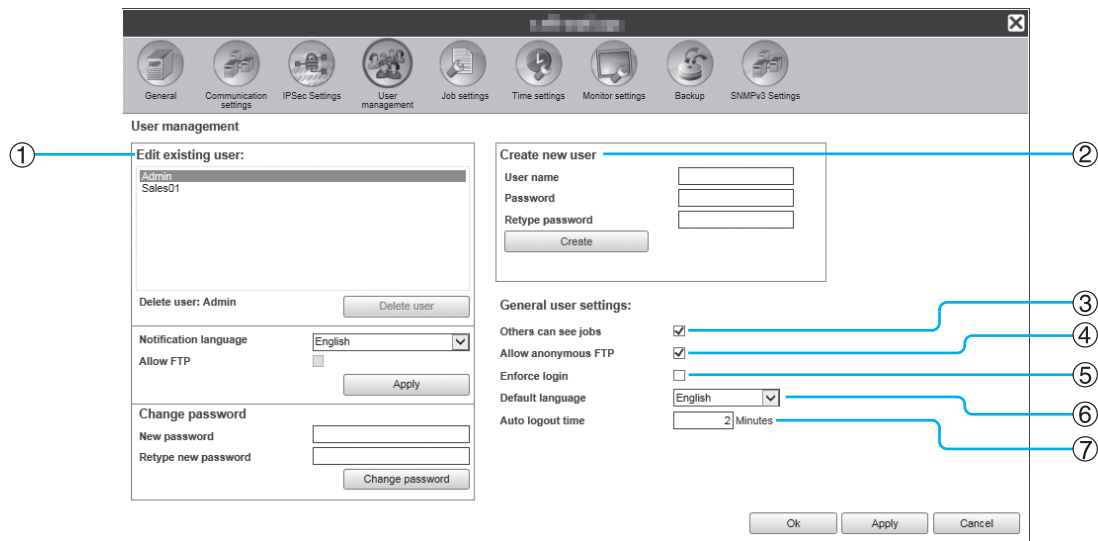 General
Communication settings
IPSec Settings
User management
Job settings
Time settings
Monitor settings
Backup
SNMPv3 Settings
User management
① Edit existing user:
Admin
Sales01
Delete user: Admin
Delete user
Notification language
English
Allow FTP
Apply
Change password
New password
Retype new password
Change password
Create new user ②
User name
Password
Retype password
Create
General user settings:
Others can see jobs ③
Allow anonymous FTP ④
Enforce login ⑤
Default language English ⑥
Auto logout time 2 Minutes ⑦
Ok
Apply
Cancel